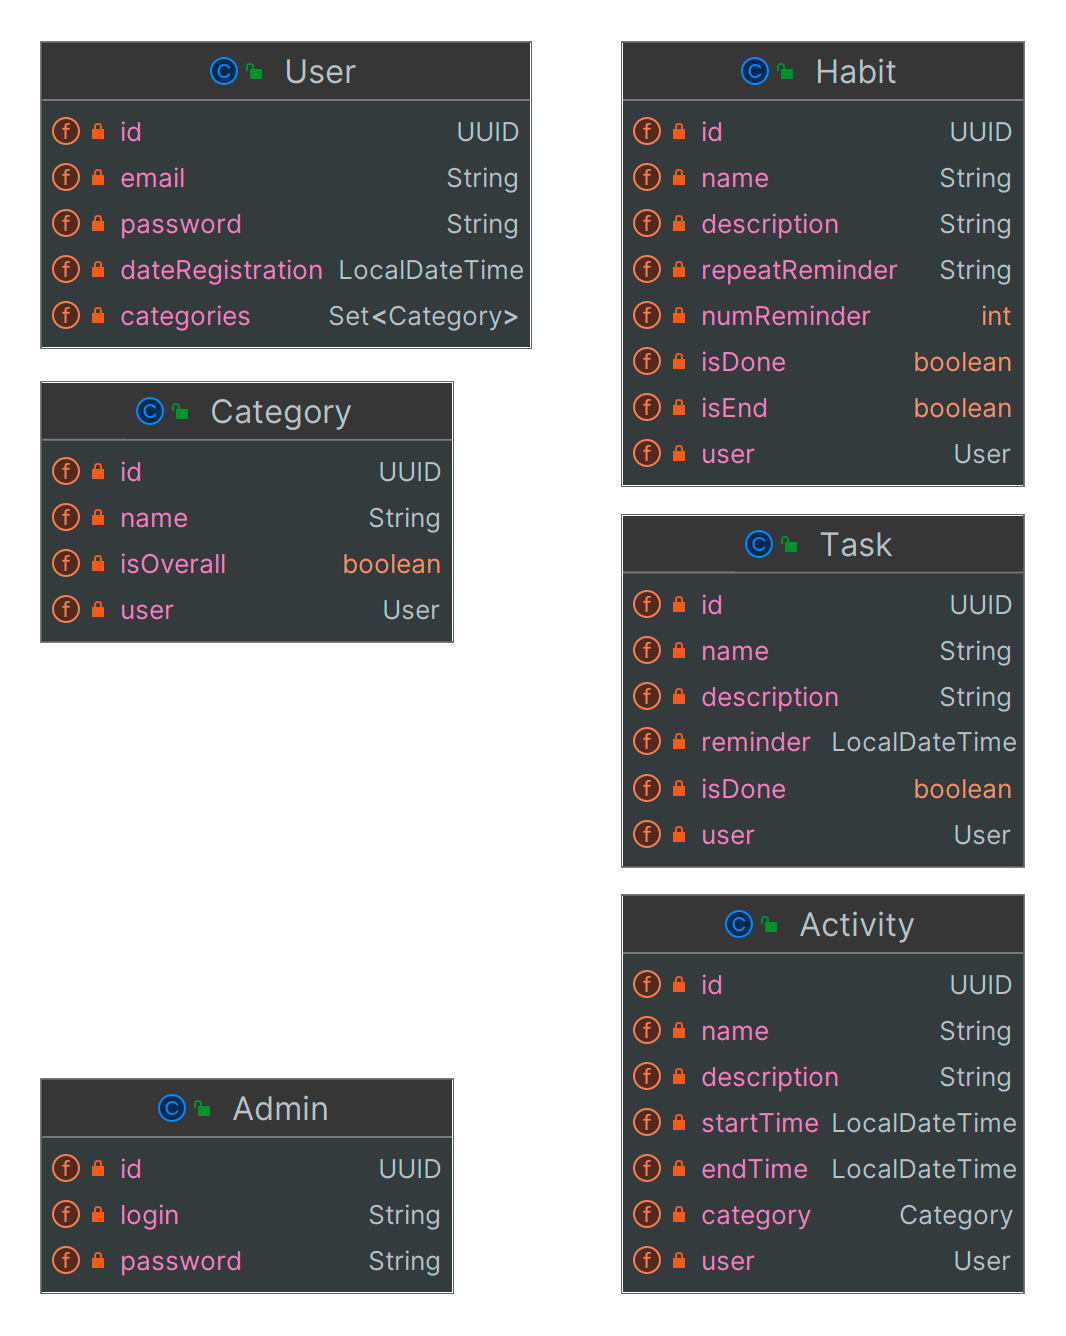 User
id UUID
email String
password String
dateRegistration LocalDateTime
categories Set<Category>
Category
id UUID
name String
isOverall boolean
user User
Admin
id UUID
login String
password String
Habit
id UUID
name String
description String
repeatReminder String
numReminder int
isDone boolean
isEnd boolean
user User
Task
id UUID
name String
description String
reminder LocalDateTime
isDone boolean
user User
Activity
id UUID
name String
description String
startTime LocalDateTime
endTime LocalDateTime
category Category
user User